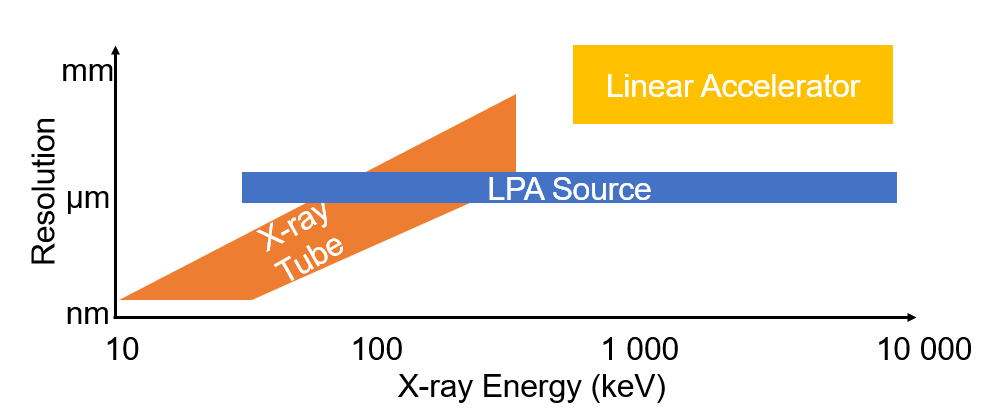 mm
Linear Accelerator
Resolution
µm
LPA Source
X-ray
Tube
nm
10
100
1 000
10 000
X-ray Energy (keV)